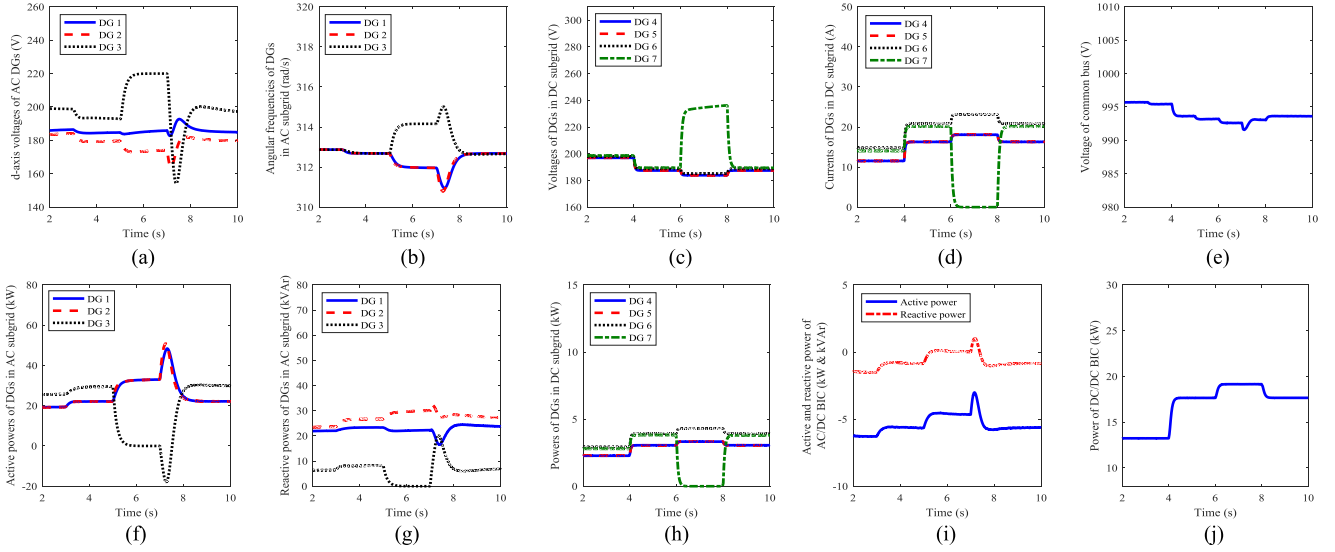 d-axis voltages of AC DGs (V)
260
240
220
200
180
160
140
DG 1
DG 2
DG 3
2 4 6 8 10
Time (s)
(a)
Angular frequencies of DGs
in AC subgrid (rad/s)
320
318
316
314
312
310
DG 1
DG 2
DG 3
2 4 6 8 10
Time (s)
(b)
Voltages of DGs in DC subgrid (V)
300
280
260
240
220
200
180
160
DG 4
DG 5
DG 6
DG 7
2 4 6 8 10
Time (s)
(c)
Currents of DGs in DC subgrid (A)
50
40
30
20
10
0
DG 4
DG 5
DG 6
DG 7
2 4 6 8 10
Time (s)
(d)
Voltage of common bus (V)
1010
1005
1000
995
990
985
980
2 4 6 8 10
Time (s)
(e)
Active powers of DGs in AC subgrid (kW)
80
60
40
20
0
-20
DG 1
DG 2
DG 3
2 4 6 8 10
Time (s)
(f)
Reactive powers of DGs in AC subgrid (kVAr)
80
70
60
50
40
30
20
10
0
DG 1
DG 2
DG 3
2 4 6 8 10
Time (s)
(g)
Powers of DGs in DC subgrid (kW)
15
10
5
0
DG 4
DG 5
DG 6
DG 7
2 4 6 8 10
Time (s)
(h)
Active and reactive power of
AC/DC BIC (kW & kVAr)
5
0
-5
-10
Active power
Reactive power
2 4 6 8 10
Time (s)
(i)
Power of DC/DC BIC (kW)
30
25
20
15
10
2 4 6 8 10
Time (s)
(j)